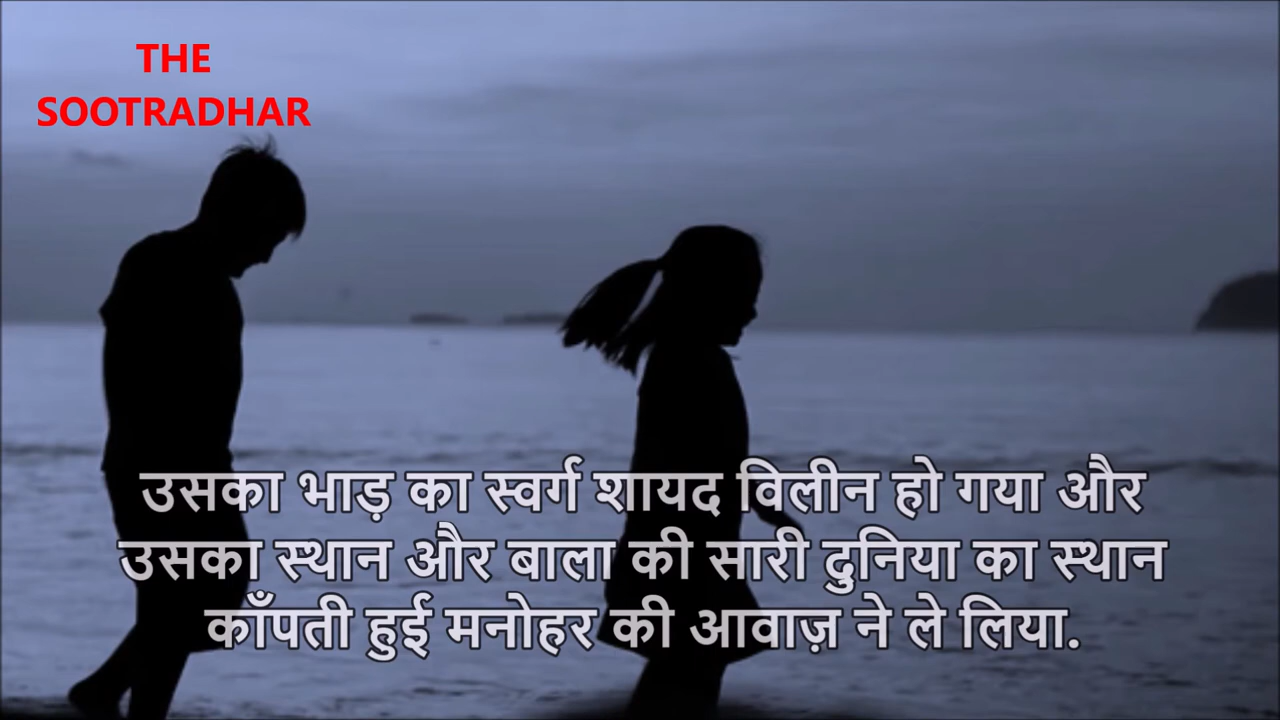 THE
SOOTRADHAR
उसका भाड़ का स्वर्ग शायद विलीन हो गया और
उसका स्थान और बाला की सारी दुनिया का स्थान
काँपती हुई मनोहर की आवाज़ ने ले लिया.